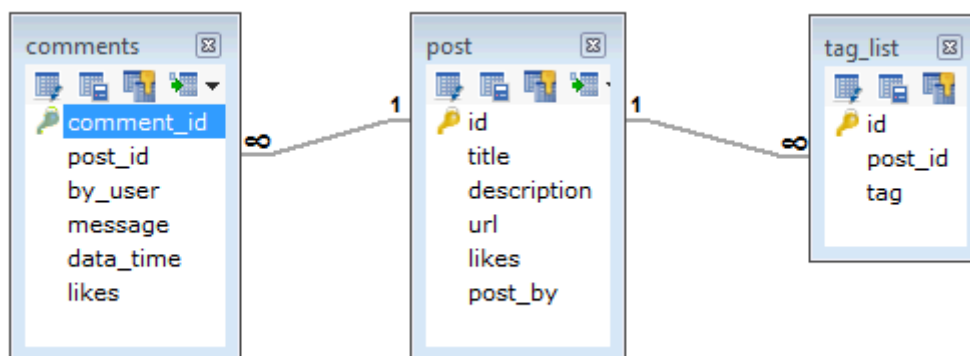 comments
comment_id
post_id
by_user
message
data_time
likes
∞
1
post
id
title
description
url
likes
post_by
1
∞
tag_list
id
post_id
tag